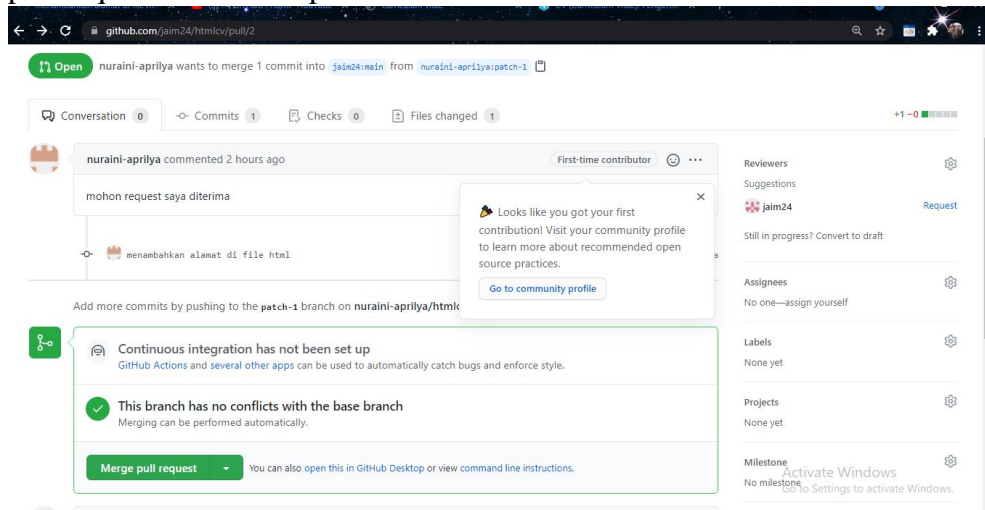 github.com/jaim24/htmlcv/pull/2
Open nuraini-aprilya wants to merge 1 commit into jaim24:main from nuraini-aprilya:patch-1
Conversation 0 Commits 1 Checks 0 Files changed 1 +1 −0
nuraini-aprilya commented 2 hours ago First-time contributor
mohon request saya diterima
Looks like you got your first
contribution! Visit your community profile
to learn more about recommended open
source practices.
Go to community profile
menambahkan alamat di file html
Add more commits by pushing to the patch-1 branch on nuraini-aprilya/htmlc
Continuous integration has not been set up
GitHub Actions and several other apps can be used to automatically catch bugs and enforce style.
This branch has no conflicts with the base branch
Merging can be performed automatically.
Merge pull request You can also open this in GitHub Desktop or view command line instructions.
Reviewers
Suggestions
jaim24 Request
Still in progress? Convert to draft
Assignees
No one—assign yourself
Labels
None yet
Projects
None yet
Milestone
No milestone
Activate Windows
Go to Settings to activate Windows.